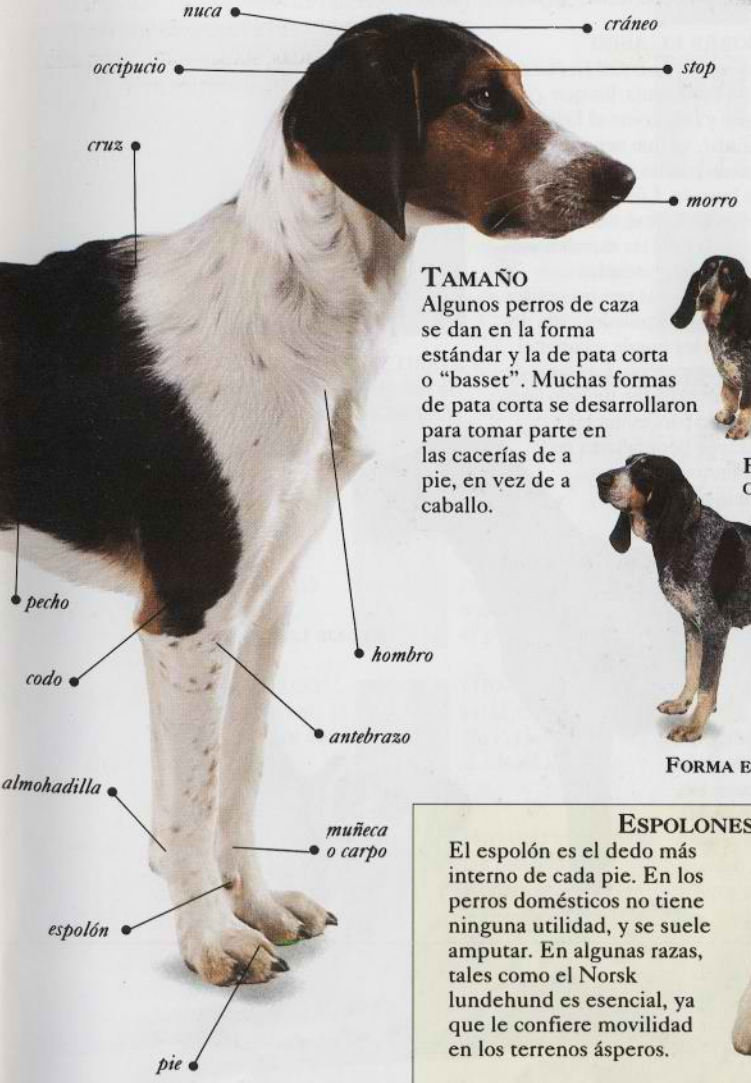 nuca
cráneo
occipucio
stop
cruz
morro
TAMAÑO
Algunos perros de caza
se dan en la forma
estándar y la de pata corta
o “basset”. Muchas formas
de pata corta se desarrollaron
para tomar parte en
las cacerías de a
pie, en vez de a
caballo.
pecho
codo
hombro
antebrazo
FORMA E
almohadilla
muñeca
o carpo
espolón
pie
ESPOLONES
El espolón es el dedo más
interno de cada pie. En los
perros domésticos no tiene
ninguna utilidad, y se suele
amputar. En algunas razas,
tales como el Norsk
lundehund es esencial, ya
que le confiere movilidad
en los terrenos ásperos.